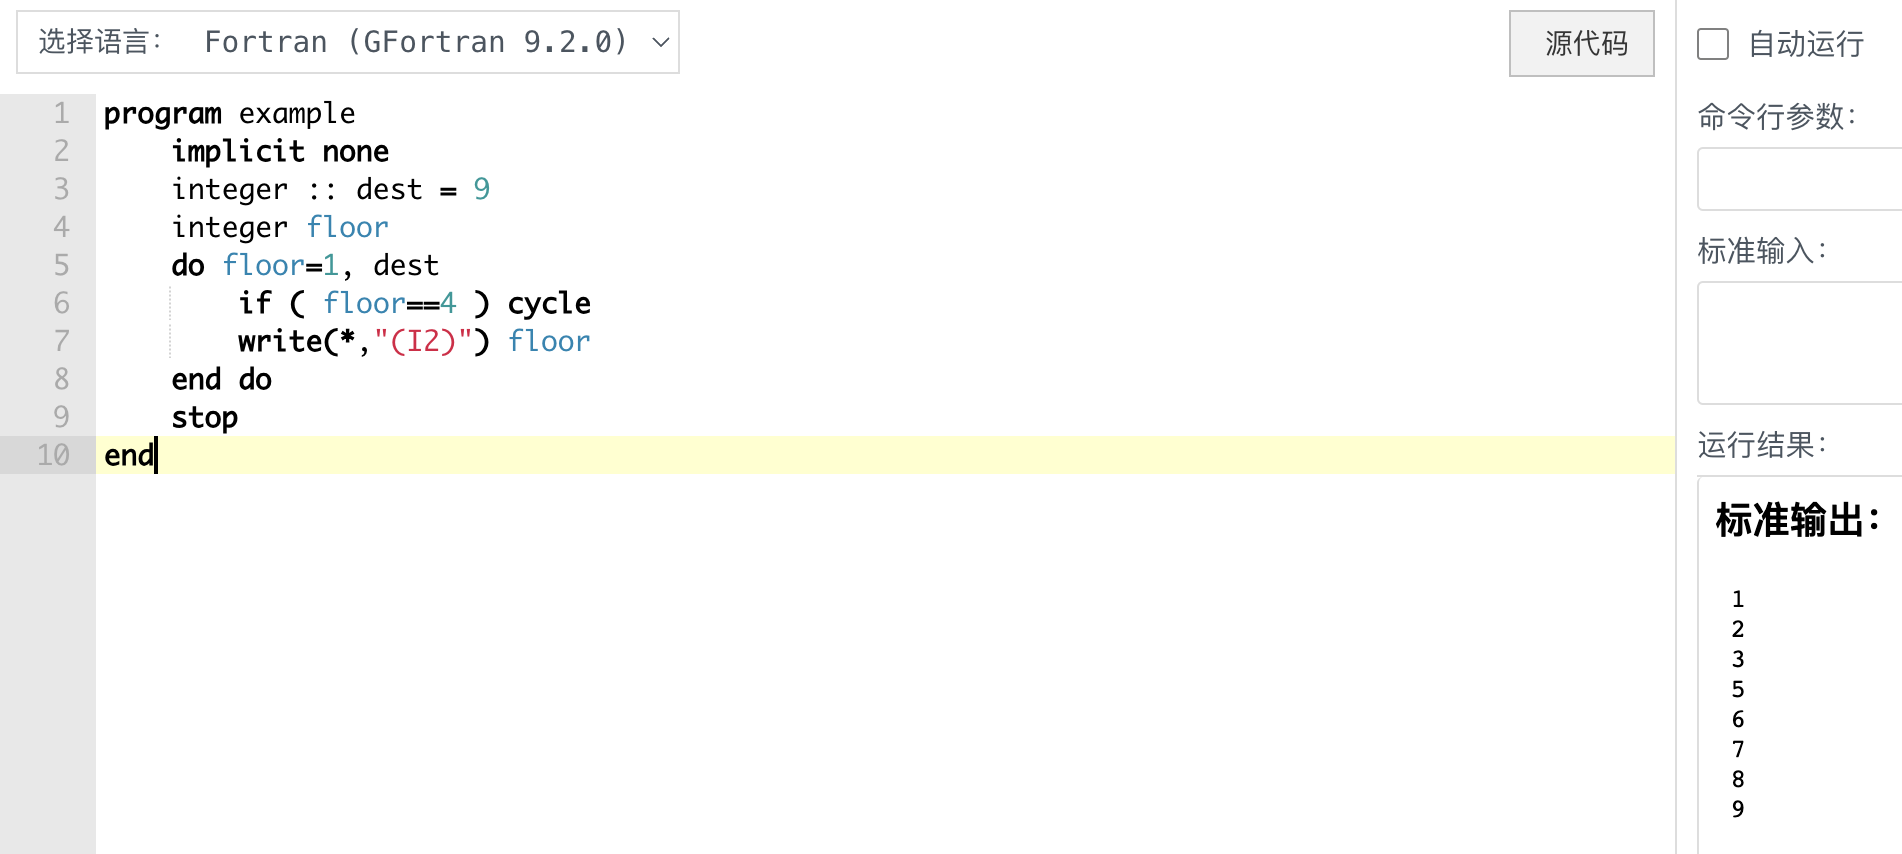 选择语言： Fortran (GFortran 9.2.0)
源代码
1 program example
2     implicit none
3     integer :: dest = 9
4     integer floor
5     do floor=1, dest
6         if ( floor==4 ) cycle
7         write(*,"(I2)") floor
8     end do
9     stop
10 end
自动运行
命令行参数：
标准输入：
运行结果：
标准输出：
1
2
3
5
6
7
8
9